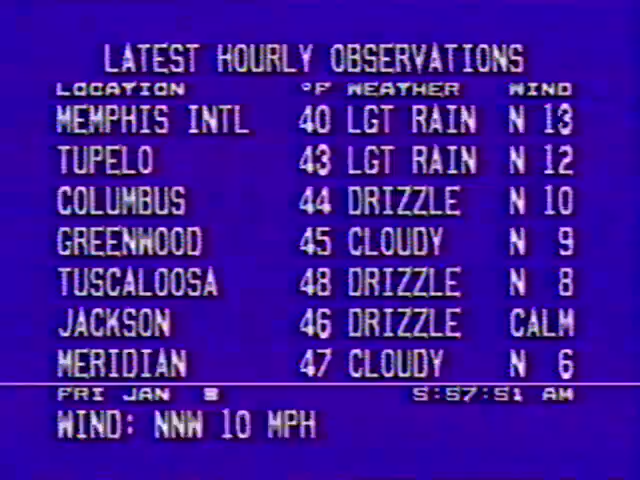 LATEST HOURLY OBSERVATIONS
LOCATION °F WEATHER WIND
MEMPHIS INTL 40 LGT RAIN N 13
TUPELO 43 LGT RAIN N 12
COLUMBUS 44 DRIZZLE N 10
GREENWOOD 45 CLOUDY N 9
TUSCALOOSA 48 DRIZZLE N 8
JACKSON 46 DRIZZLE CALM
MERIDIAN 47 CLOUDY N 6
FRI JAN 8 5:57:51 AM
WIND: NNW 10 MPH